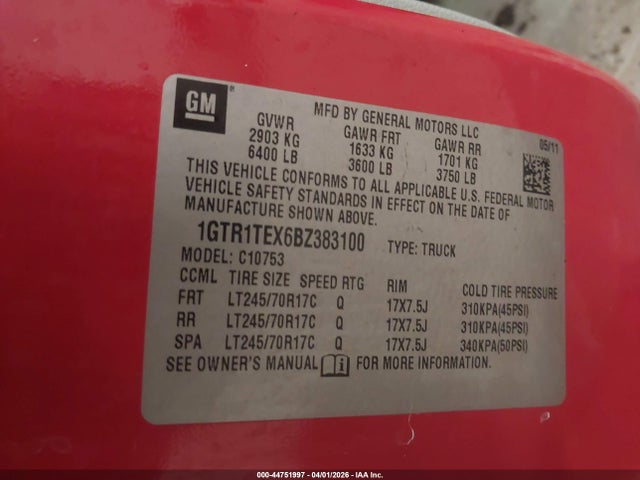 GM
MFD BY GENERAL MOTORS LLC
GVWR GAWR FRT GAWR RR 05/11
2903 KG 1633 KG 1701 KG
6400 LB 3600 LB 3750 LB
THIS VEHICLE CONFORMS TO ALL APPLICABLE U.S. FEDERAL MOTOR
VEHICLE SAFETY STANDARDS IN EFFECT ON THE DATE OF
MANUFACTURE SHOWN ABOVE.
1GTR1TEX6BZ383100 TYPE: TRUCK
MODEL: C10753
CCML TIRE SIZE SPEED RTG RIM COLD TIRE PRESSURE
FRT LT245/70R17C Q 17X7.5J 310KPA(45PSI)
RR LT245/70R17C Q 17X7.5J 310KPA(45PSI)
SPA LT245/70R17C Q 17X7.5J 340KPA(50PSI)
SEE OWNER'S MANUAL FOR MORE INFORMATION.
000-44751997 - 04/01/2026 - IAA Inc.